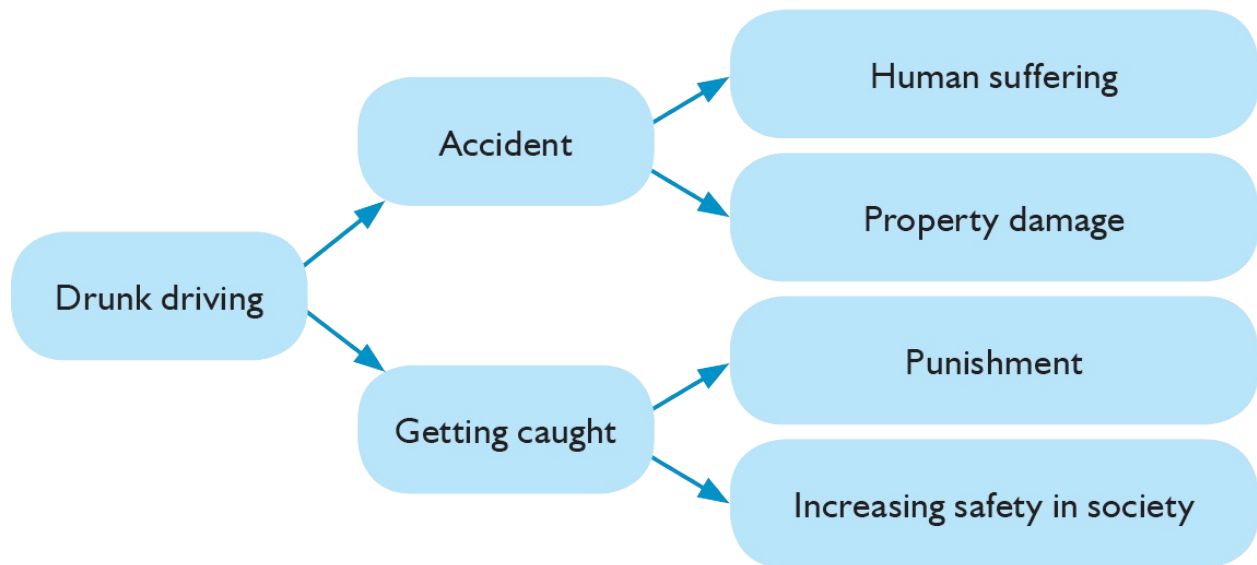 Human suffering
Accident
Property damage
Drunk driving
Punishment
Getting caught
Increasing safety in society